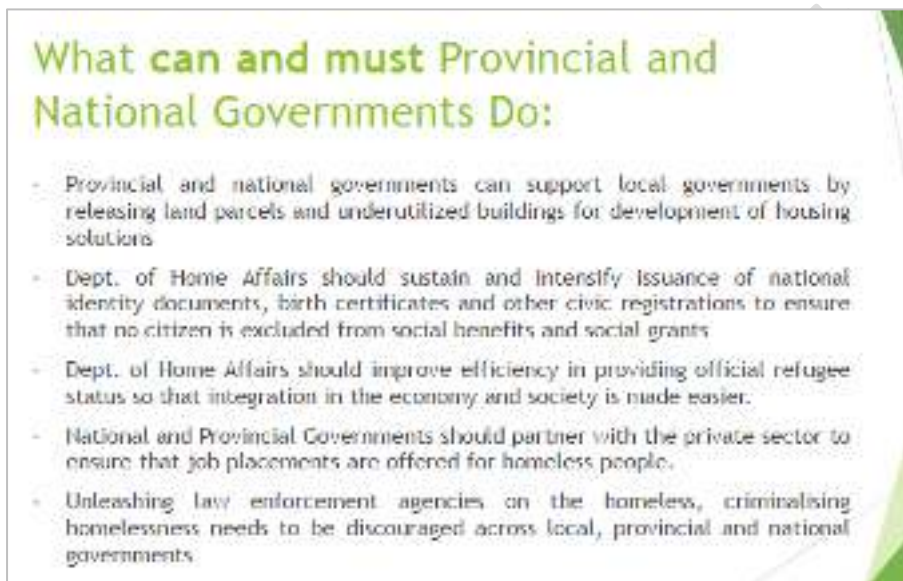 What can and must Provincial and
National Governments Do:
- Provincial and national governments can support local governments by
releasing land parcels and underutilized buildings for development of housing
solutions
- Dept. of Home Affairs should sustain and intensify issuance of national
identity documents, birth certificates and other civic registrations to ensure
that no citizen is excluded from social benefits and social grants
- Dept. of Home Affairs should improve efficiency in providing official refugee
status so that integration in the economy and society is made easier.
- National and Provincial Governments should partner with the private sector to
ensure that job placements are offered for homeless people.
- Unleashing law enforcement agencies on the homeless, criminalising
homelessness needs to be discouraged across local, provincial and national
governments